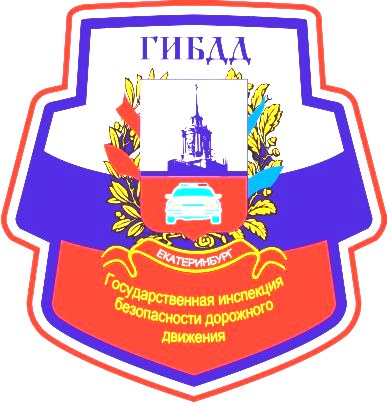 ГИБДД
ЕКАТЕРИНБУРГ
Государственная инспекция
безопасности дорожного
движения